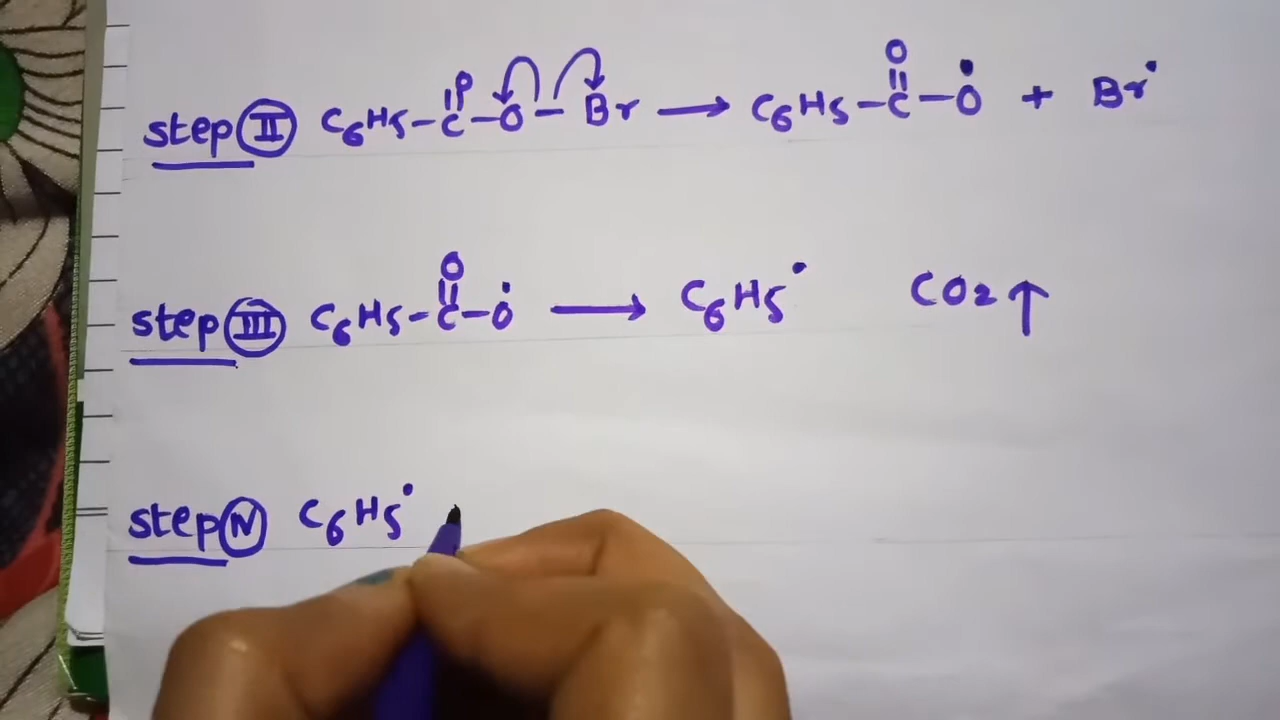 O O
step II C6H5-C-O-Br → C6H5-C-O• + Br•
O
step III C6H5-C-O• → C6H5• CO2↑
step IV C6H5•